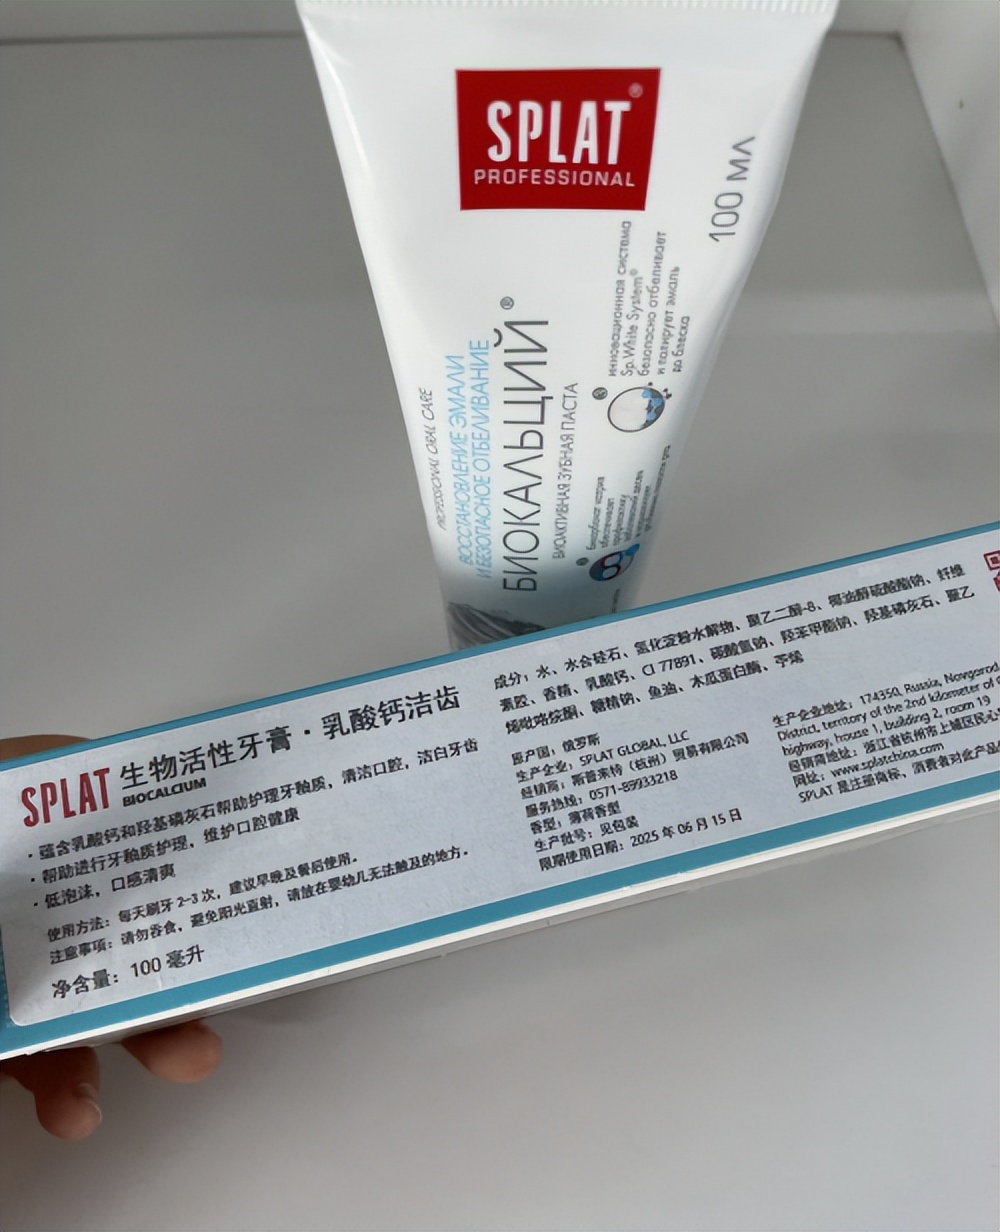 SPLAT®
PROFESSIONAL
100 МЛ
PROFESSIONAL ORAL CARE
ВОССТАНОВЛЕНИЕ ЭМАЛИ
И БЕЗОПАСНОЕ ОТБЕЛИВАНИЕ
БИОКАЛЬЦИЙ®
БИОАКТИВНАЯ ЗУБНАЯ ПАСТА
инновационная система
Sp.White System®
безопасно отбеливает
и полирует эмаль
до блеска
SPLAT 生物活性牙膏·乳酸钙洁齿
BIOCALCIUM
·蕴含乳酸钙和羟基磷灰石帮助护理牙釉质，清洁口腔，洁白牙齿
·帮助进行牙釉质护理，维护口腔健康
·低泡沫，口感清爽
使用方法：每天刷牙 2-3 次，建议早晚及餐后使用。
注意事项：请勿吞食，避免阳光直射，请放在婴幼儿无法触及的地方。
净含量：100 毫升
成分：水、水合硅石、氢化淀粉水解物、聚乙二醇-8、椰油醇硫酸酯钠、纤维
素胶、香精、乳酸钙、CI 77891、碳酸氢钠、羟苯甲酯钠、羟基磷灰石、聚乙
烯吡咯烷酮、糖精钠、鱼油、木瓜蛋白酶、苧烯
原产国：俄罗斯
生产企业：SPLAT GLOBAL, LLC
经销商：斯普莱特（杭州）贸易有限公司
服务热线：0571-89933218
香型：薄荷香型
生产批号：见包装
限期使用日期：2025 年 06 月 15 日
生产企业地址：174350, Russia, Novgorod
District, territory of the 2nd kilometer of
highway, house 1, building 2, room 19
经销商地址：浙江省杭州市上城区民心
网址：www.splatchina.com
SPLAT 是注册商标，消费者对此产品